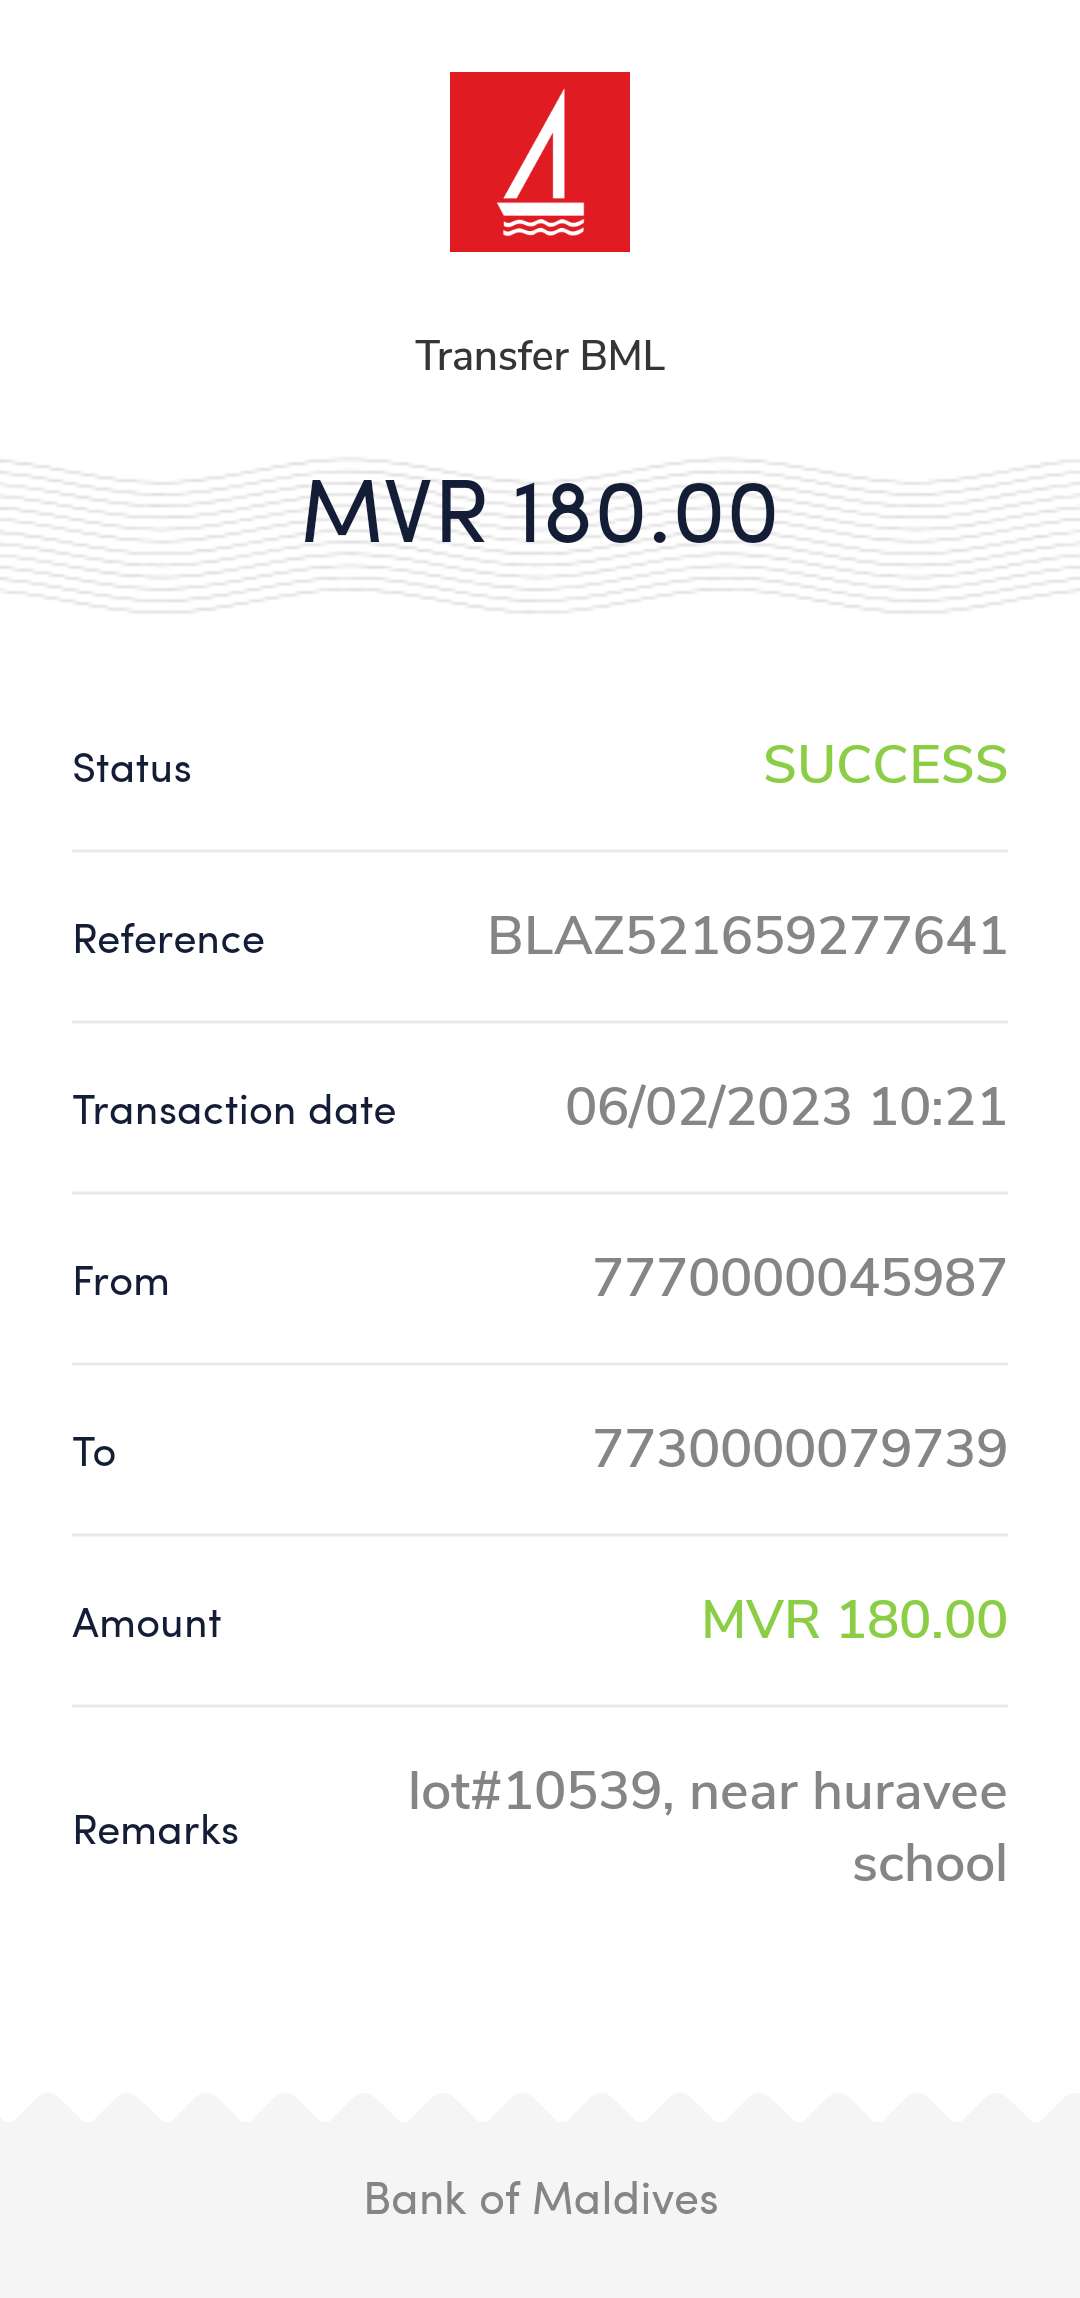 Transfer BML
MVR 180.00
Status SUCCESS
Reference BLAZ521659277641
Transaction date 06/02/2023 10:21
From 7770000045987
To 7730000079739
Amount MVR 180.00
Remarks lot#10539, near huravee
school
Bank of Maldives